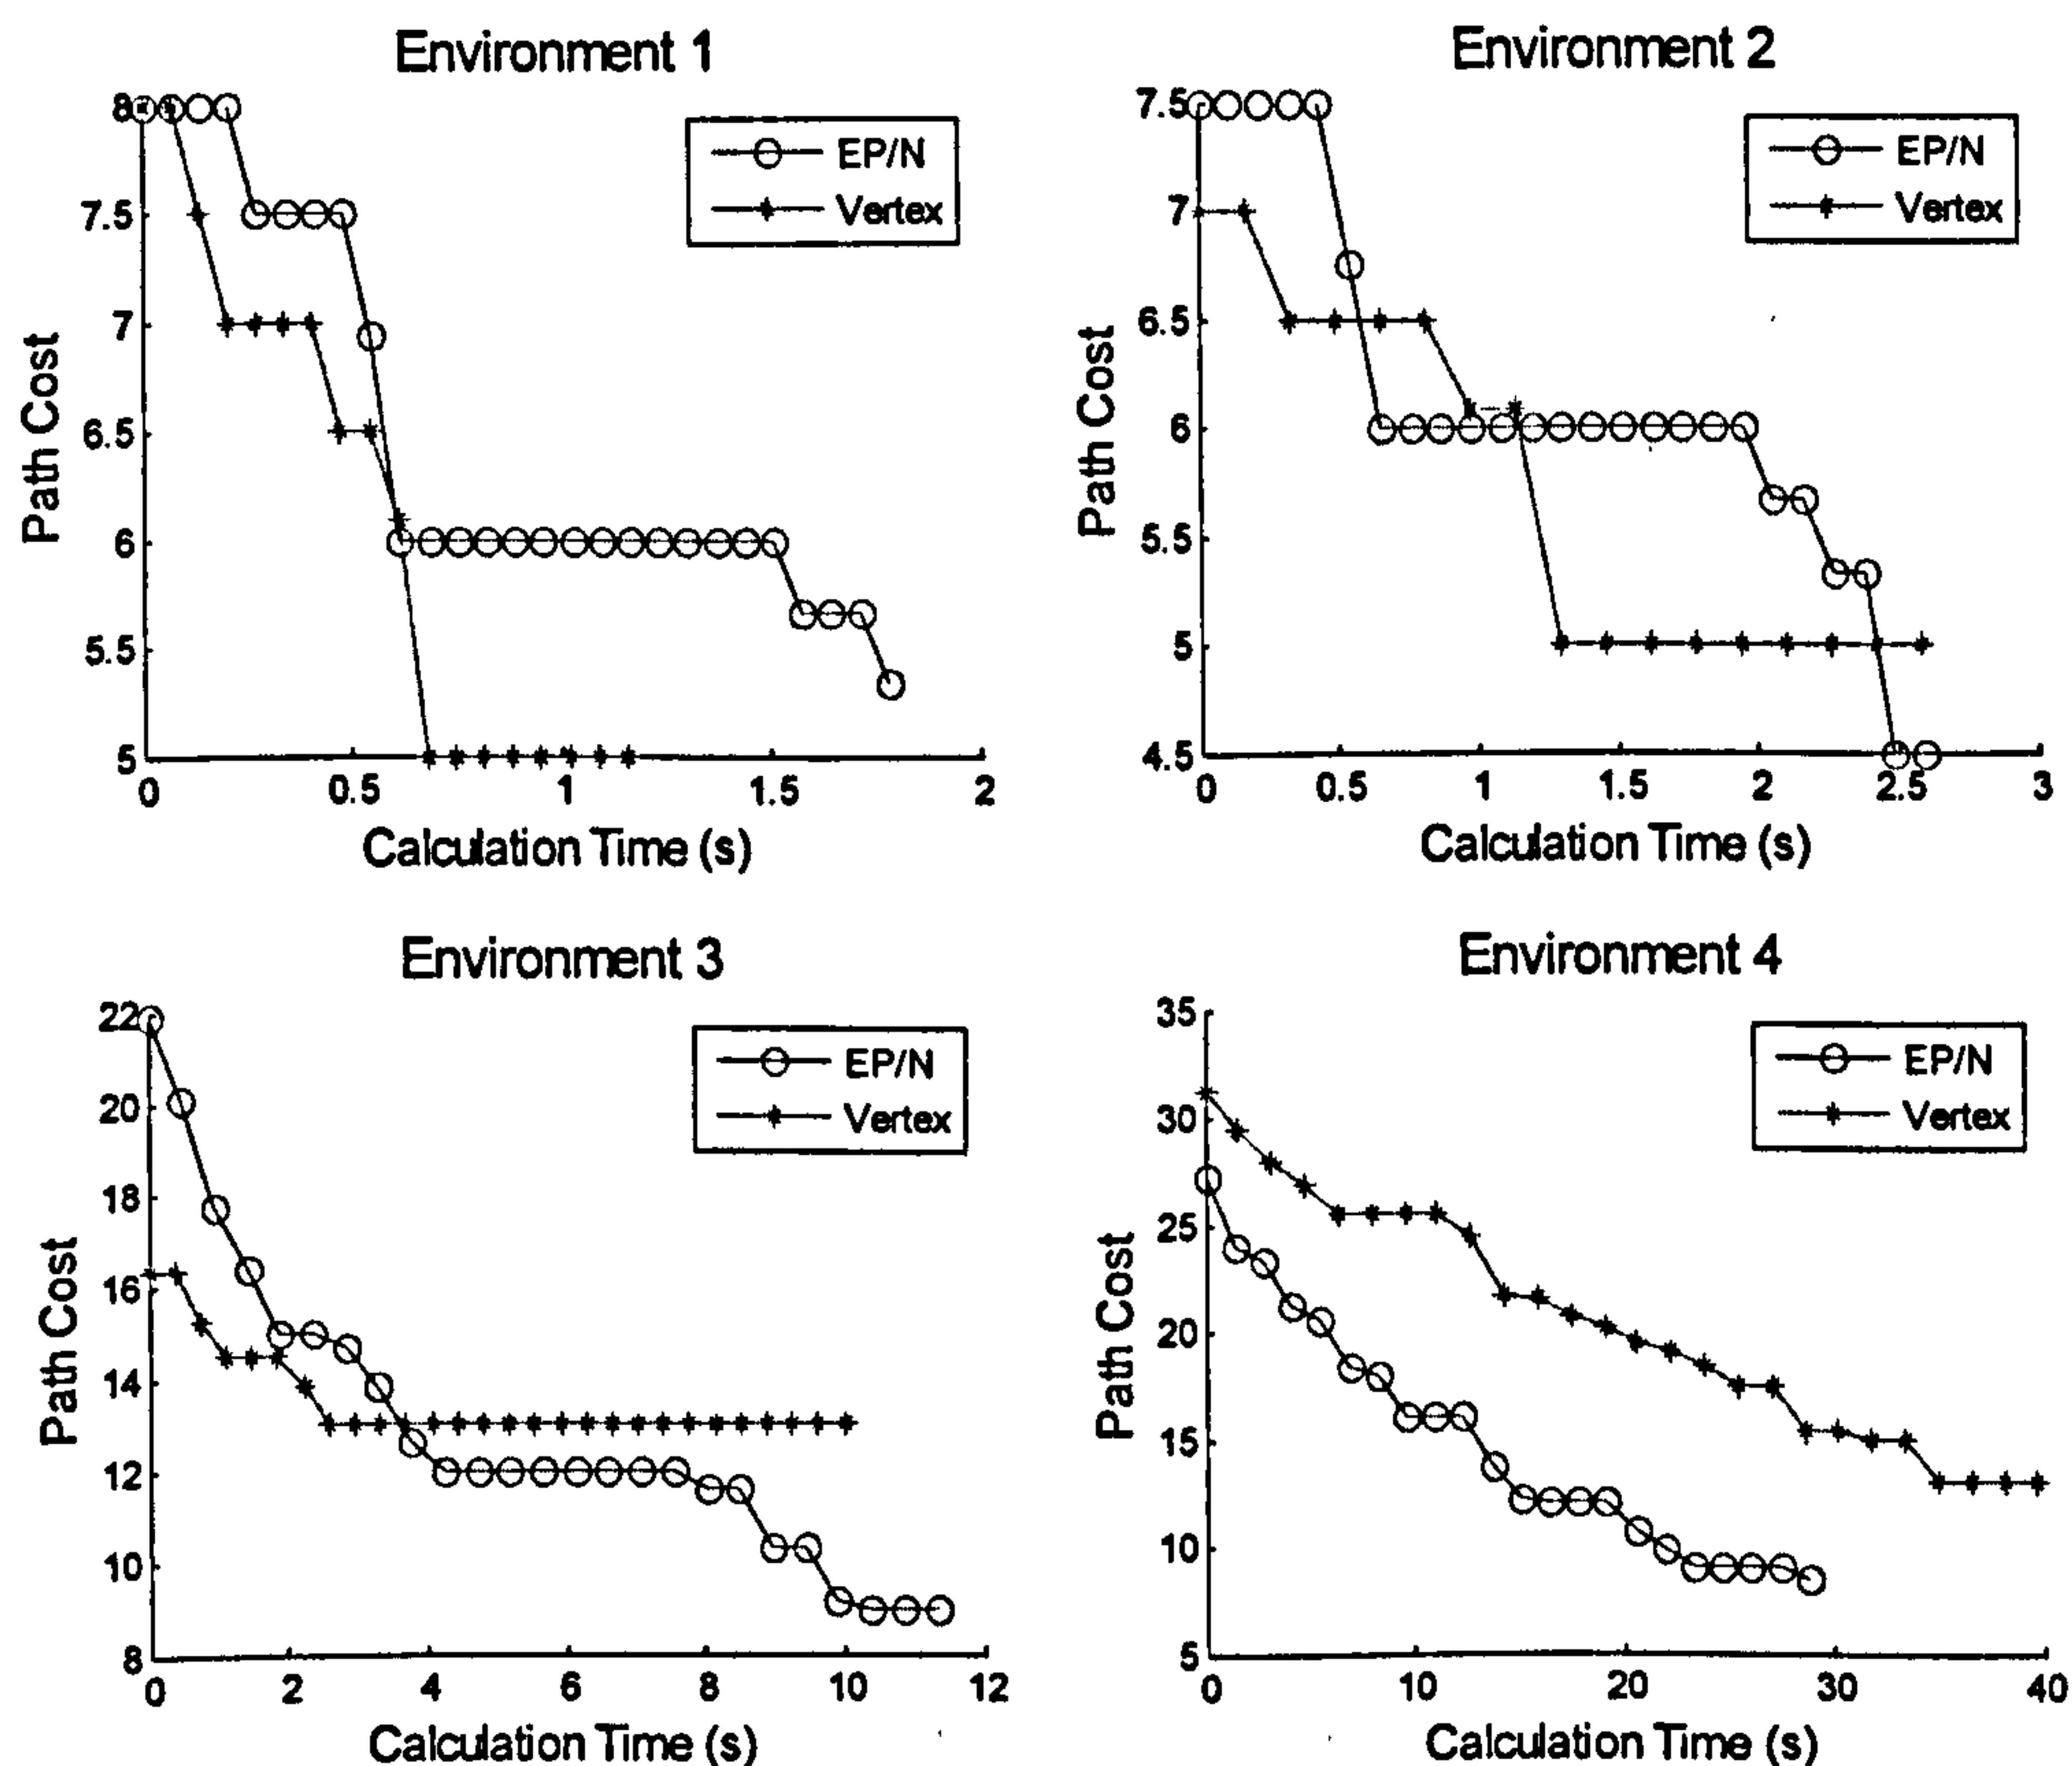 Environment 1
8
7.5
7
6.5
6
5.5
5
0 0.5 1 1.5 2
Path Cost
Calculation Time (s)
EP/N
Vertex
Environment 2
7.5
7
6.5
6
5.5
5
4.5
0 0.5 1 1.5 2 2.5 3
Path Cost
Calculation Time (s)
EP/N
Vertex
Environment 3
22
20
18
16
14
12
10
8
0 2 4 6 8 10 12
Path Cost
Calculation Time (s)
EP/N
Vertex
Environment 4
35
30
25
20
15
10
5
0 10 20 30 40
Path Cost
Calculation Time (s)
EP/N
Vertex